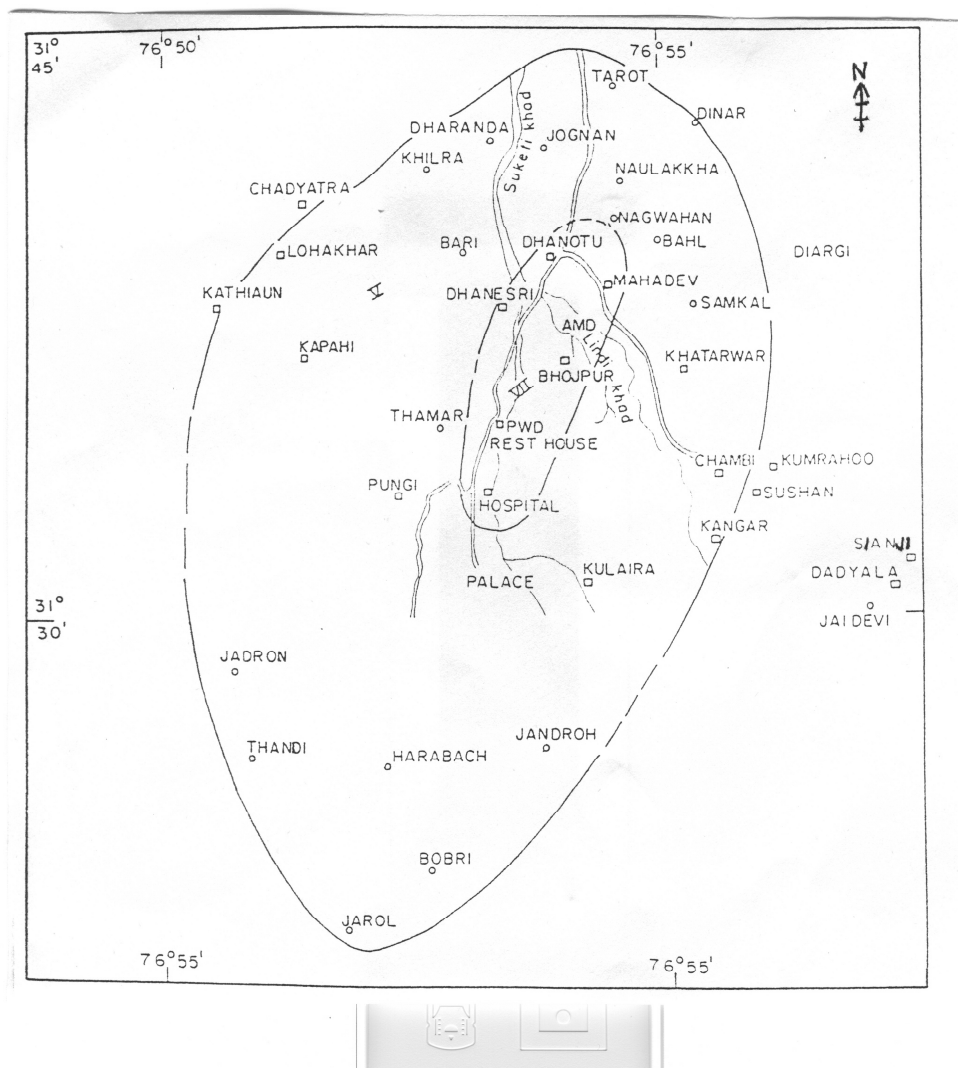 31°
45'
76°50'
76°55'
N
TAROT
DINAR
DHARANDA
JOGNAN
Suketi khad
KHILRA
NAULAKKHA
CHADYATRA
NAGWAHAN
BARI
DHANOTU
BAHL
LOHAKHAR
DIARGI
MAHADEV
KATHIAUN
VI
DHANESRI
SAMKAL
AMD
Lindi khad
KAPAHI
KHATARWAR
BHOJPUR
VII
THAMAR
PWD
REST HOUSE
CHAMBI
KUMRAHOO
PUNGI
SUSHAN
HOSPITAL
KANGAR
SIANJI
KULAIRA
DADYALA
PALACE
31°
30'
JAIDEVI
JADRON
JANDROH
THANDI
HARABACH
BOBRI
JAROL
76°55'
76°55'